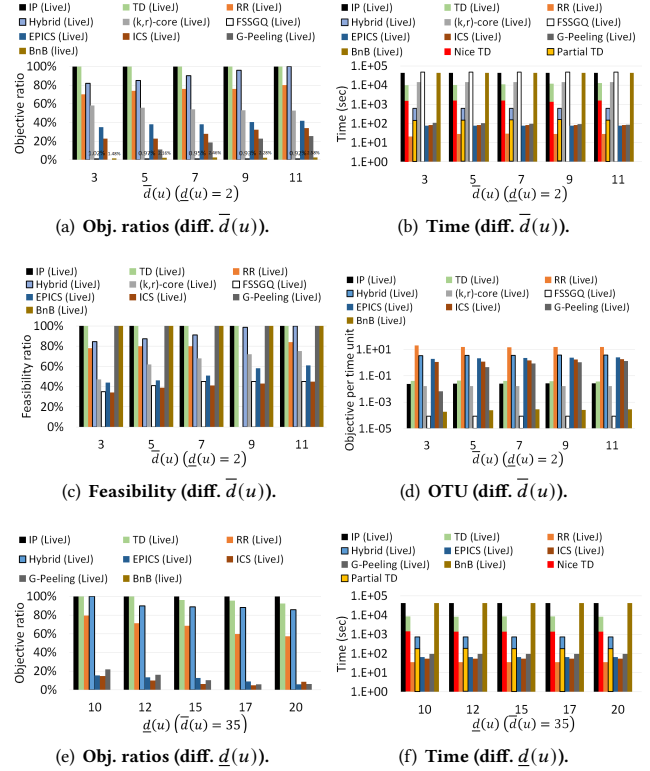 IP (LiveJ) TD (LiveJ) RR (LiveJ)
Hybrid (LiveJ) (k,r)-core (LiveJ) FSSGQ (LiveJ)
EPICS (LiveJ) ICS (LiveJ) G-Peeling (LiveJ)
BnB (LiveJ)
Objective ratio
100%
80%
60%
40%
20%
0%
1.02% 1.48% 0.97% 0.95% 0.93% 0.92%
3 5 7 9 11
d̅(u) (d̲(u) = 2)
(a) Obj. ratios (diff. d̅(u)).
IP (LiveJ) TD (LiveJ) RR (LiveJ)
Hybrid (LiveJ) (k,r)-core (LiveJ) FSSGQ (LiveJ)
EPICS (LiveJ) ICS (LiveJ) G-Peeling (LiveJ)
BnB (LiveJ) Nice TD Partial TD
Time (sec)
1.E+05
1.E+04
1.E+03
1.E+02
1.E+01
1.E+00
3 5 7 9 11
d̅(u) (d̲(u) = 2)
(b) Time (diff. d̅(u)).
IP (LiveJ) TD (LiveJ) RR (LiveJ)
Hybrid (LiveJ) (k,r)-core (LiveJ) FSSGQ (LiveJ)
EPICS (LiveJ) ICS (LiveJ) G-Peeling (LiveJ)
BnB (LiveJ)
Feasibility ratio
100%
80%
60%
40%
20%
0%
3 5 7 9 11
d̅(u) (d̲(u) = 2)
(c) Feasibility (diff. d̅(u)).
IP (LiveJ) TD (LiveJ) RR (LiveJ)
Hybrid (LiveJ) (k,r)-core (LiveJ) FSSGQ (LiveJ)
EPICS (LiveJ) ICS (LiveJ) G-Peeling (LiveJ)
BnB (LiveJ)
Objective per time unit
1.E+01
1.E-01
1.E-03
1.E-05
3 5 7 9 11
d̅(u) (d̲(u) = 2)
(d) OTU (diff. d̅(u)).
IP (LiveJ) TD (LiveJ) RR (LiveJ)
Hybrid (LiveJ) EPICS (LiveJ) ICS (LiveJ)
G-Peeling (LiveJ) BnB (liveJ)
Objective ratio
100%
80%
60%
40%
20%
0%
10 12 15 17 20
d̲(u) (d̅(u) = 35)
(e) Obj. ratios (diff. d̲(u)).
IP (LiveJ) TD (LiveJ) RR (LiveJ)
Hybrid (LiveJ) EPICS (LiveJ) ICS (LiveJ)
G-Peeling (LiveJ) BnB (LiveJ) Nice TD
Partial TD
Time (sec)
1.E+05
1.E+04
1.E+03
1.E+02
1.E+01
1.E+00
10 12 15 17 20
d̲(u) (d̅(u) = 35)
(f) Time (diff. d̲(u)).